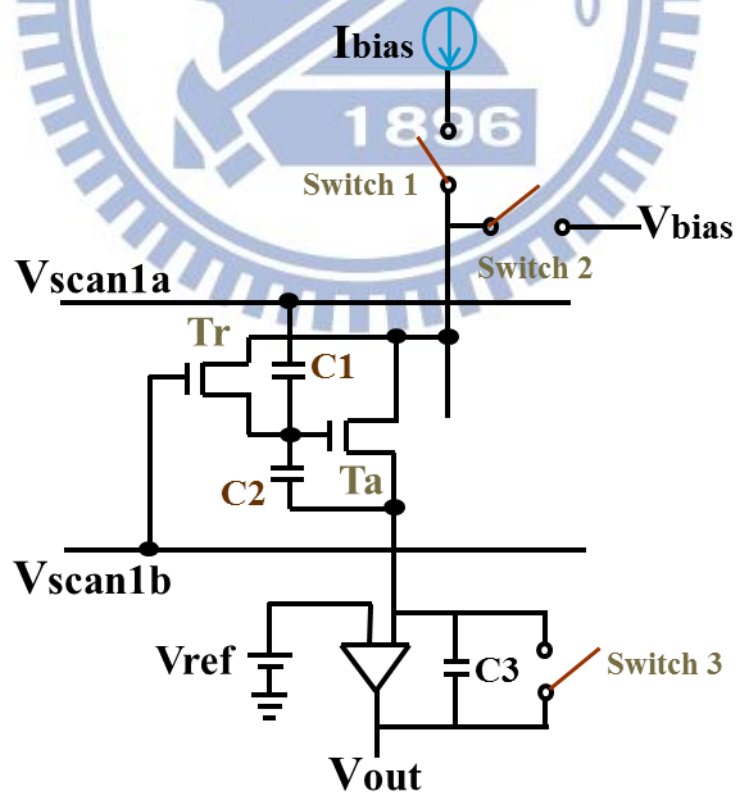 Ibias
1896
Switch 1
Vbias
Switch 2
Vscan1a
Tr
C1
Ta
C2
Vscan1b
Vref
C3
Switch 3
Vout